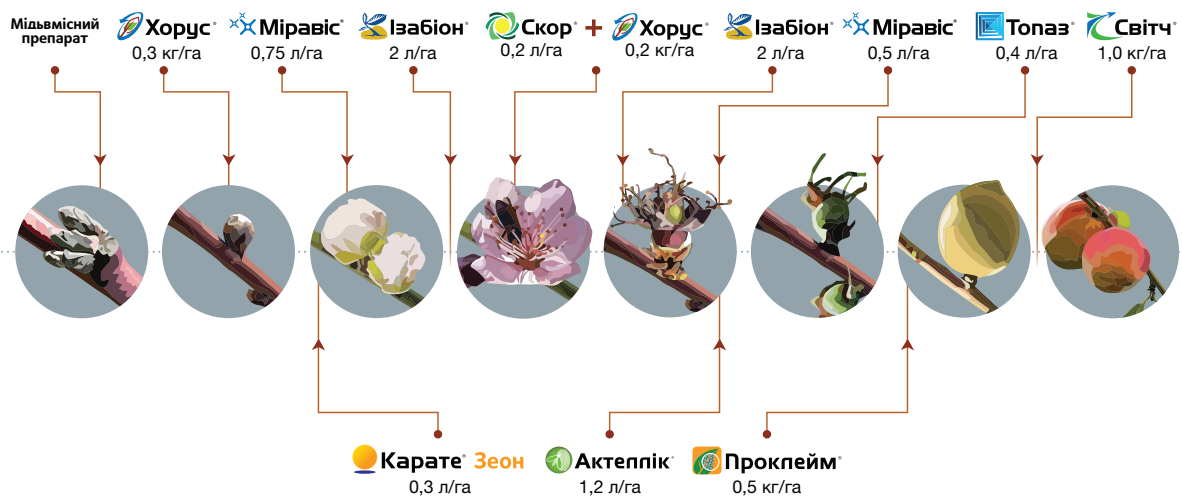 Мідьвмісний
препарат
Хорус®
0,3 кг/га
Міравіс®
0,75 л/га
Ізабіон®
2 л/га
Скор® + Хорус®
0,2 л/га 0,2 кг/га
Ізабіон®
2 л/га
Міравіс®
0,5 л/га
Топаз®
0,4 л/га
Світч®
1,0 кг/га
Карате® Зеон
0,3 л/га
Актеллік®
1,2 л/га
Проклейм®
0,5 кг/га